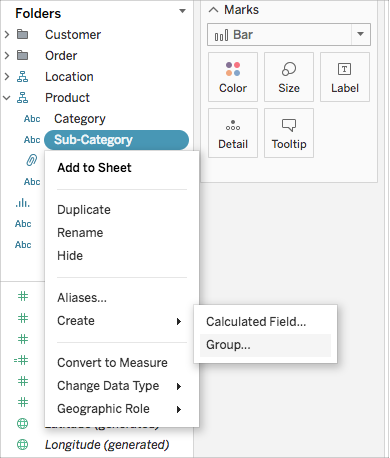 Folders
Customer
Order
Location
Product
Abc Category
Abc Sub-Category
Abc
Abc
Abc
Add to Sheet
Duplicate
Rename
Hide
Aliases...
Create
Convert to Measure
Change Data Type
Geographic Role
Calculated Field...
Group...
Longitude (generated)
Marks
Bar
Color
Size
T
Label
Detail
Tooltip